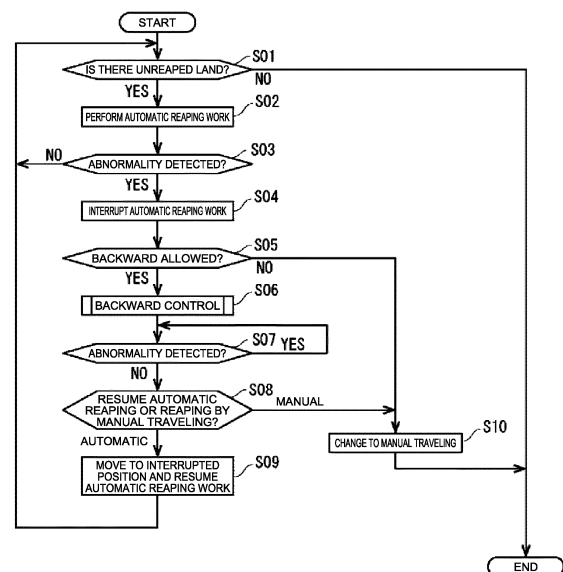 START
S01
IS THERE UNREAPED LAND?
NO
YES
S02
PERFORM AUTOMATIC REAPING WORK
S03
NO
ABNORMALITY DETECTED?
YES
S04
INTERRUPT AUTOMATIC REAPING WORK
S05
BACKWARD ALLOWED?
NO
YES
S06
BACKWARD CONTROL
S07
YES
ABNORMALITY DETECTED?
NO
S08
RESUME AUTOMATIC
REAPING OR REAPING BY
MANUAL TRAVELING?
MANUAL
AUTOMATIC
S10
CHANGE TO MANUAL TRAVELING
S09
MOVE TO INTERRUPTED
POSITION AND RESUME
AUTOMATIC REAPING WORK
END